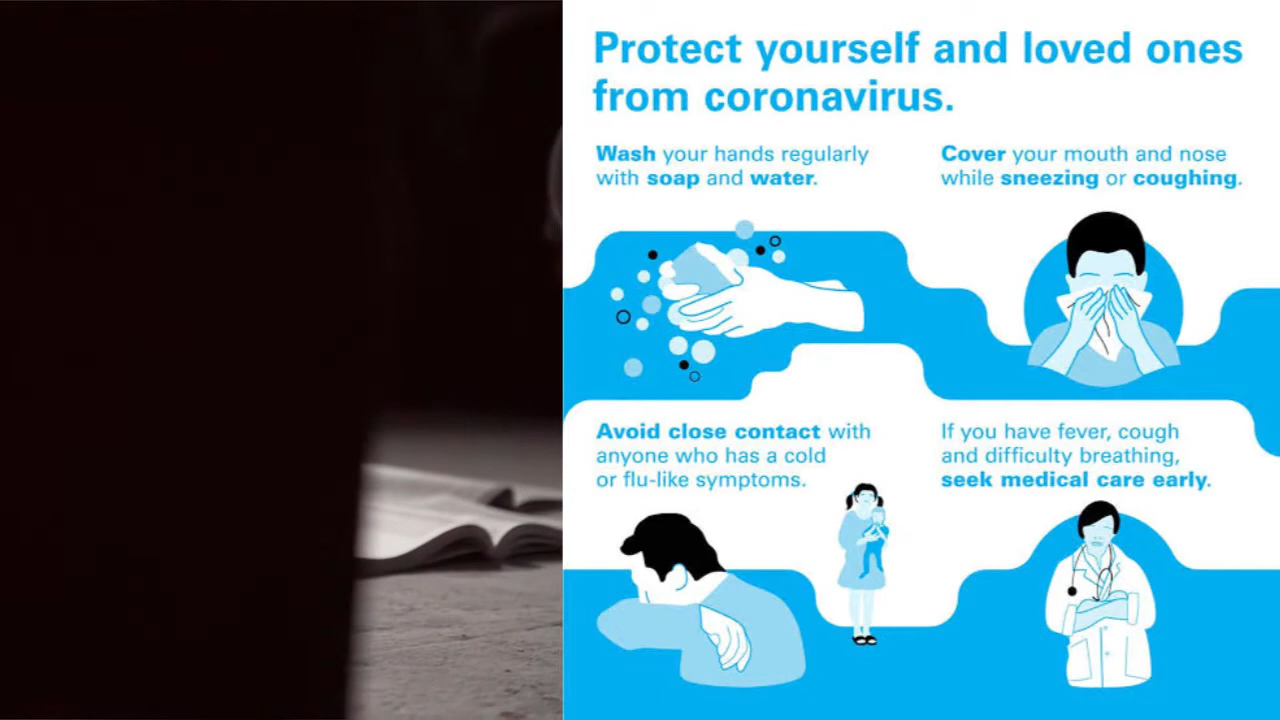 Protect yourself and loved ones
from coronavirus.
Wash your hands regularly
with soap and water.
Cover your mouth and nose
while sneezing or coughing.
Avoid close contact with
anyone who has a cold
or flu-like symptoms.
If you have fever, cough
and difficulty breathing,
seek medical care early.